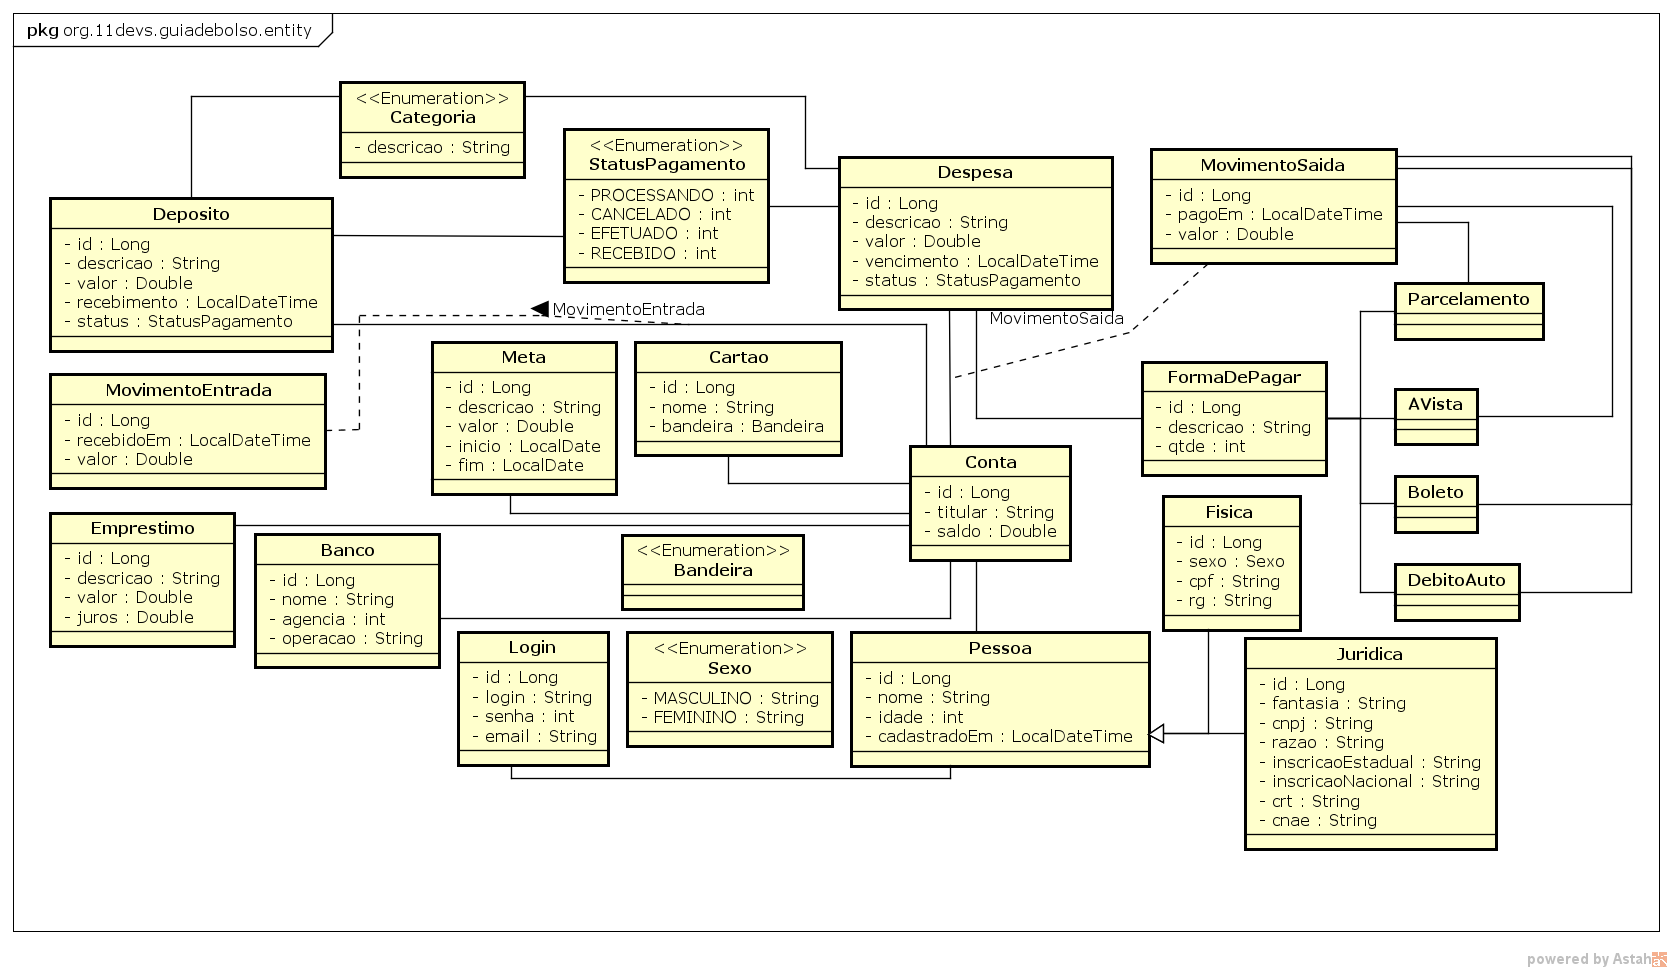 pkg org.11devs.guiadebolso.entity
<<Enumeration>>
Categoria
- descricao : String
<<Enumeration>>
StatusPagamento
- PROCESSANDO : int
- CANCELADO : int
- EFETUADO : int
- RECEBIDO : int
Despesa
- id : Long
- descricao : String
- valor : Double
- vencimento : LocalDateTime
- status : StatusPagamento
MovimentoSaida
- id : Long
- pagoEm : LocalDateTime
- valor : Double
Deposito
- id : Long
- descricao : String
- valor : Double
- recebimento : LocalDateTime
- status : StatusPagamento
MovimentoEntrada
MovimentoSaida
Parcelamento
MovimentoEntrada
- id : Long
- recebidoEm : LocalDateTime
- valor : Double
Meta
- id : Long
- descricao : String
- valor : Double
- inicio : LocalDate
- fim : LocalDate
Cartao
- id : Long
- nome : String
- bandeira : Bandeira
FormaDePagar
- id : Long
- descricao : String
- qtde : int
AVista
Conta
- id : Long
- titular : String
- saldo : Double
Boleto
Emprestimo
- id : Long
- descricao : String
- valor : Double
- juros : Double
Banco
- id : Long
- nome : String
- agencia : int
- operacao : String
<<Enumeration>>
Bandeira
Fisica
- id : Long
- sexo : Sexo
- cpf : String
- rg : String
DebitoAuto
Login
- id : Long
- login : String
- senha : int
- email : String
<<Enumeration>>
Sexo
- MASCULINO : String
- FEMININO : String
Pessoa
- id : Long
- nome : String
- idade : int
- cadastradoEm : LocalDateTime
Juridica
- id : Long
- fantasia : String
- cnpj : String
- razao : String
- inscricaoEstadual : String
- inscricaoNacional : String
- crt : String
- cnae : String
powered by Astah